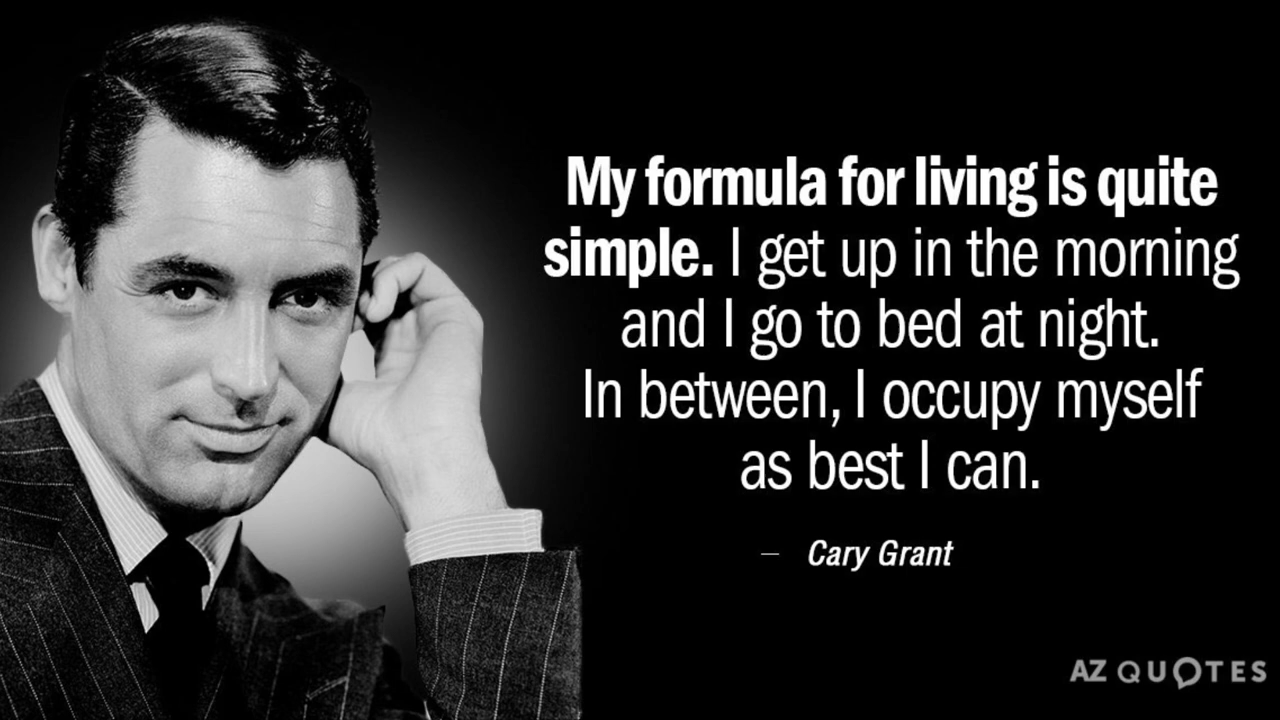 My formula for living is quite
simple. I get up in the morning
and I go to bed at night.
In between, I occupy myself
as best I can.
— Cary Grant
AZ QUOTES